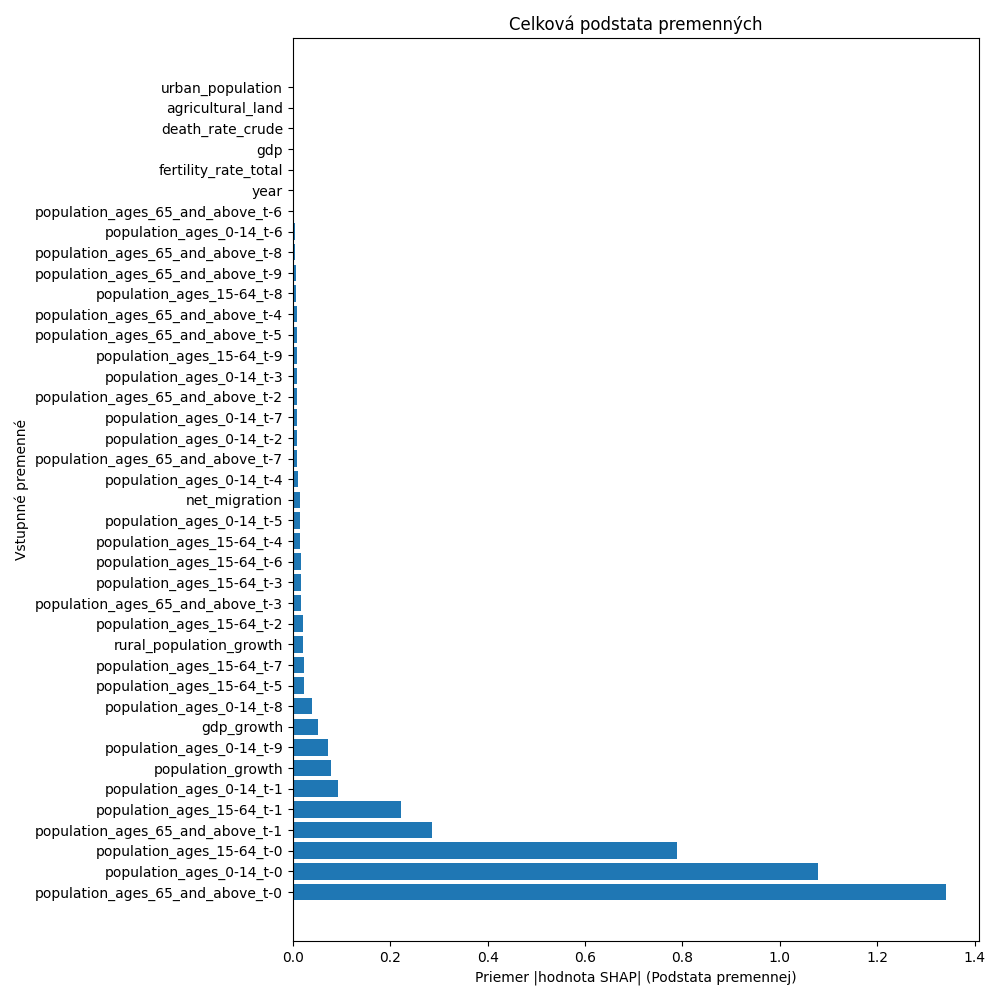 Celková podstata premenných
Vstupnné premenné
urban_population
agricultural_land
death_rate_crude
gdp
fertility_rate_total
year
population_ages_65_and_above_t-6
population_ages_0-14_t-6
population_ages_65_and_above_t-8
population_ages_65_and_above_t-9
population_ages_15-64_t-8
population_ages_65_and_above_t-4
population_ages_65_and_above_t-5
population_ages_15-64_t-9
population_ages_0-14_t-3
population_ages_65_and_above_t-2
population_ages_0-14_t-7
population_ages_0-14_t-2
population_ages_65_and_above_t-7
population_ages_0-14_t-4
net_migration
population_ages_0-14_t-5
population_ages_15-64_t-4
population_ages_15-64_t-6
population_ages_15-64_t-3
population_ages_65_and_above_t-3
population_ages_15-64_t-2
rural_population_growth
population_ages_15-64_t-7
population_ages_15-64_t-5
population_ages_0-14_t-8
gdp_growth
population_ages_0-14_t-9
population_growth
population_ages_0-14_t-1
population_ages_15-64_t-1
population_ages_65_and_above_t-1
population_ages_15-64_t-0
population_ages_0-14_t-0
population_ages_65_and_above_t-0
0.0 0.2 0.4 0.6 0.8 1.0 1.2 1.4
Priemer |hodnota SHAP| (Podstata premennej)